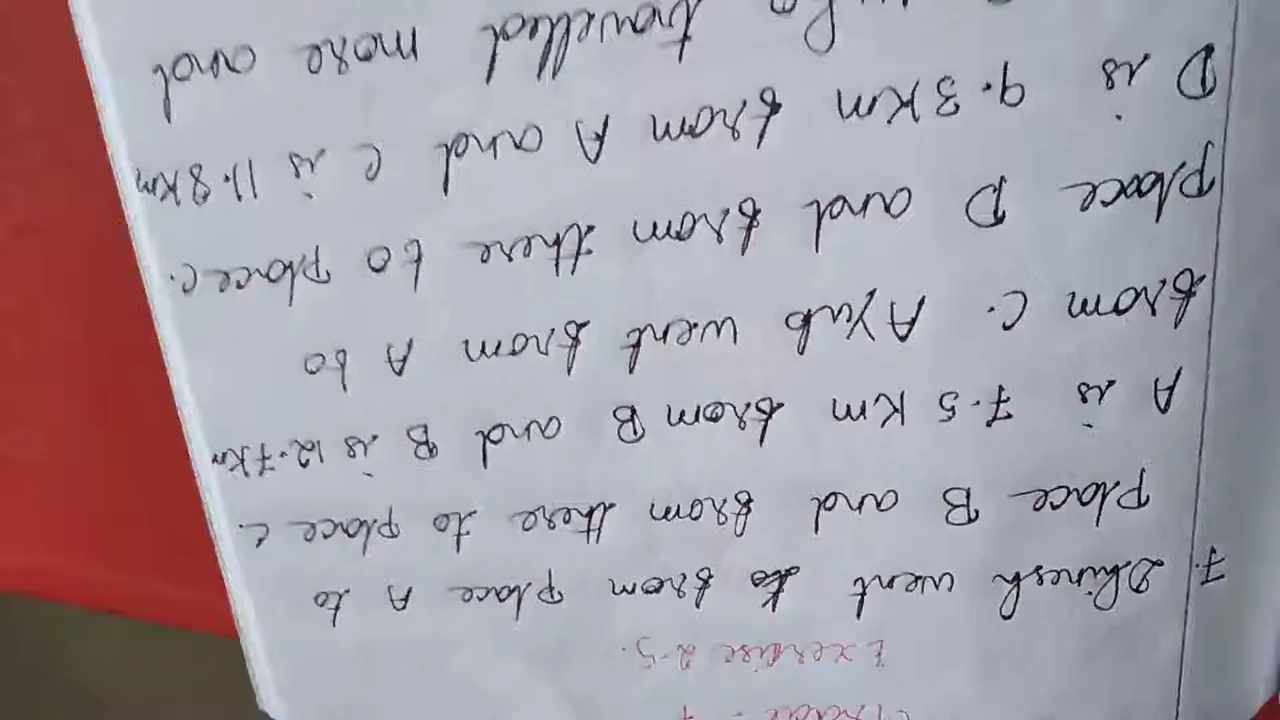 Exercise 2.5.
7. Dhinesh went to from place A to
place B and from there to place C.
A is 7.5 Km from B and B is 12.7 km
from C. Ayub went from A to
place D and from there to place C.
D is 9.3 Km from A and C is 11.8 km
travelled more and